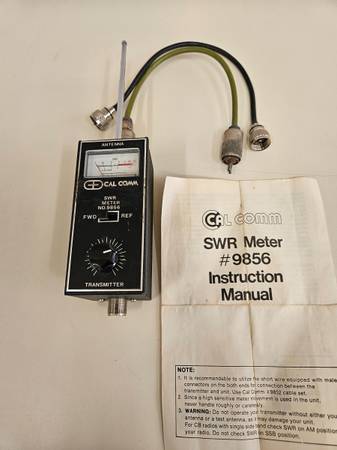 ANTENNA
CAL COMM
SWR
METER
NO. 9856
FWD
REF
TRANSMITTER
CAL COMM
SWR Meter
#9856
Instruction
Manual
NOTE:
1. It is recommendable to utilize the short wire equipped with male
connectors on the both ends to connection between the
transmitter and unit. Use Cal Comm #9852 cable set.
2. Since a high sensitive meter movement is used in the unit,
never handle roughly or carelessly.
3. WARNING: Do not operate your transmitter without either your
antenna or a test antenna, as it may damage your unit.
For CB radios with single side band check SWR on AM position
your radio. Do not check SWR on SSB position.